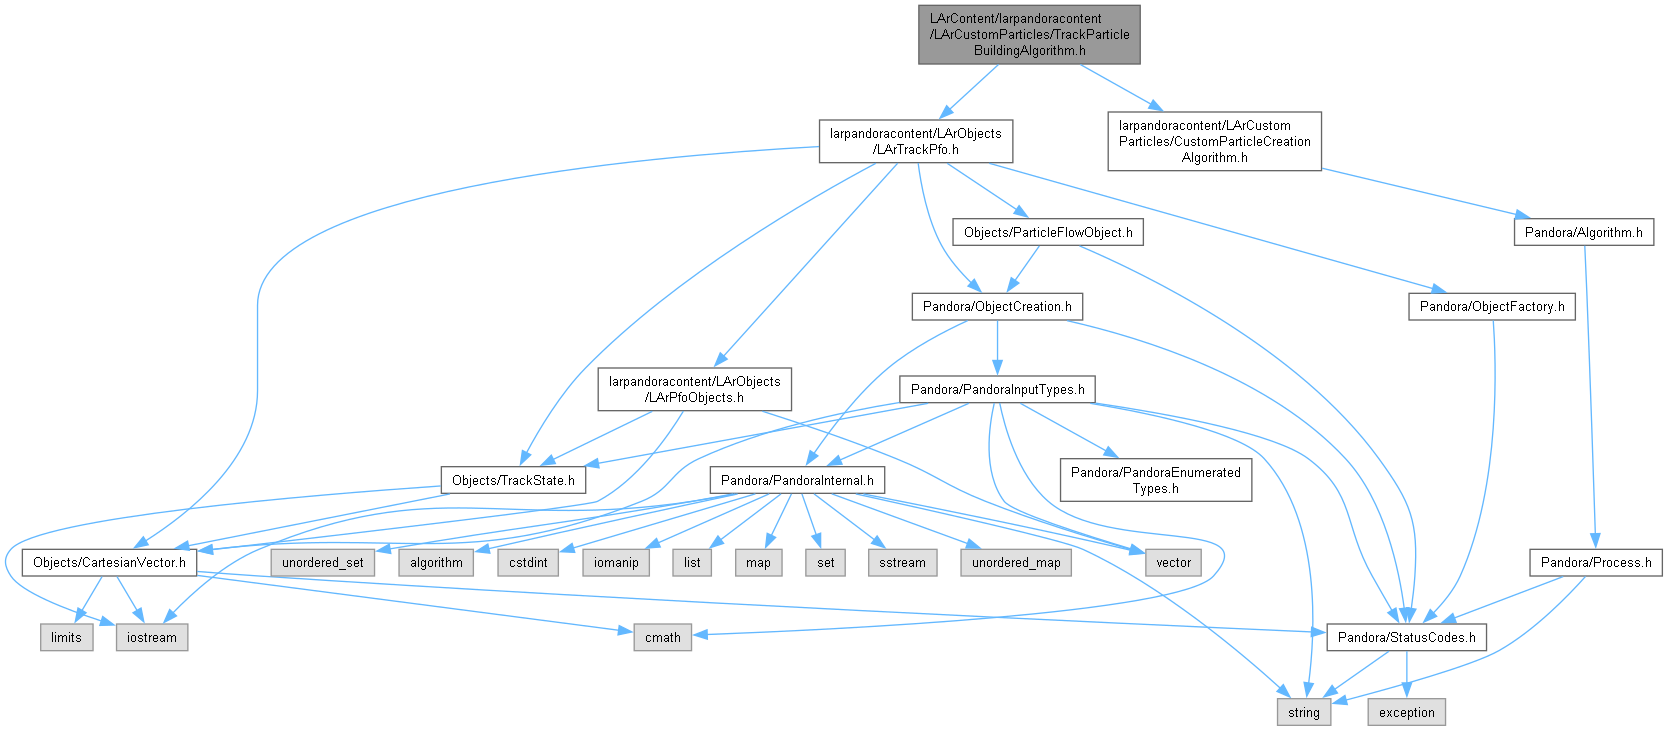 LArContent/larpandoracontent
/LArCustomParticles/TrackParticle
BuildingAlgorithm.h
larpandoracontent/LArObjects
/LArTrackPfo.h
larpandoracontent/LArCustom
Particles/CustomParticleCreation
Algorithm.h
Objects/ParticleFlowObject.h
Pandora/Algorithm.h
Pandora/ObjectCreation.h
Pandora/ObjectFactory.h
larpandoracontent/LArObjects
/LArPfoObjects.h
Pandora/PandoraInputTypes.h
Objects/TrackState.h
Pandora/PandoraInternal.h
Pandora/PandoraEnumerated
Types.h
Objects/CartesianVector.h
unordered_set
algorithm
cstdint
iomanip
list
map
set
sstream
unordered_map
vector
Pandora/Process.h
limits
iostream
cmath
Pandora/StatusCodes.h
string
exception